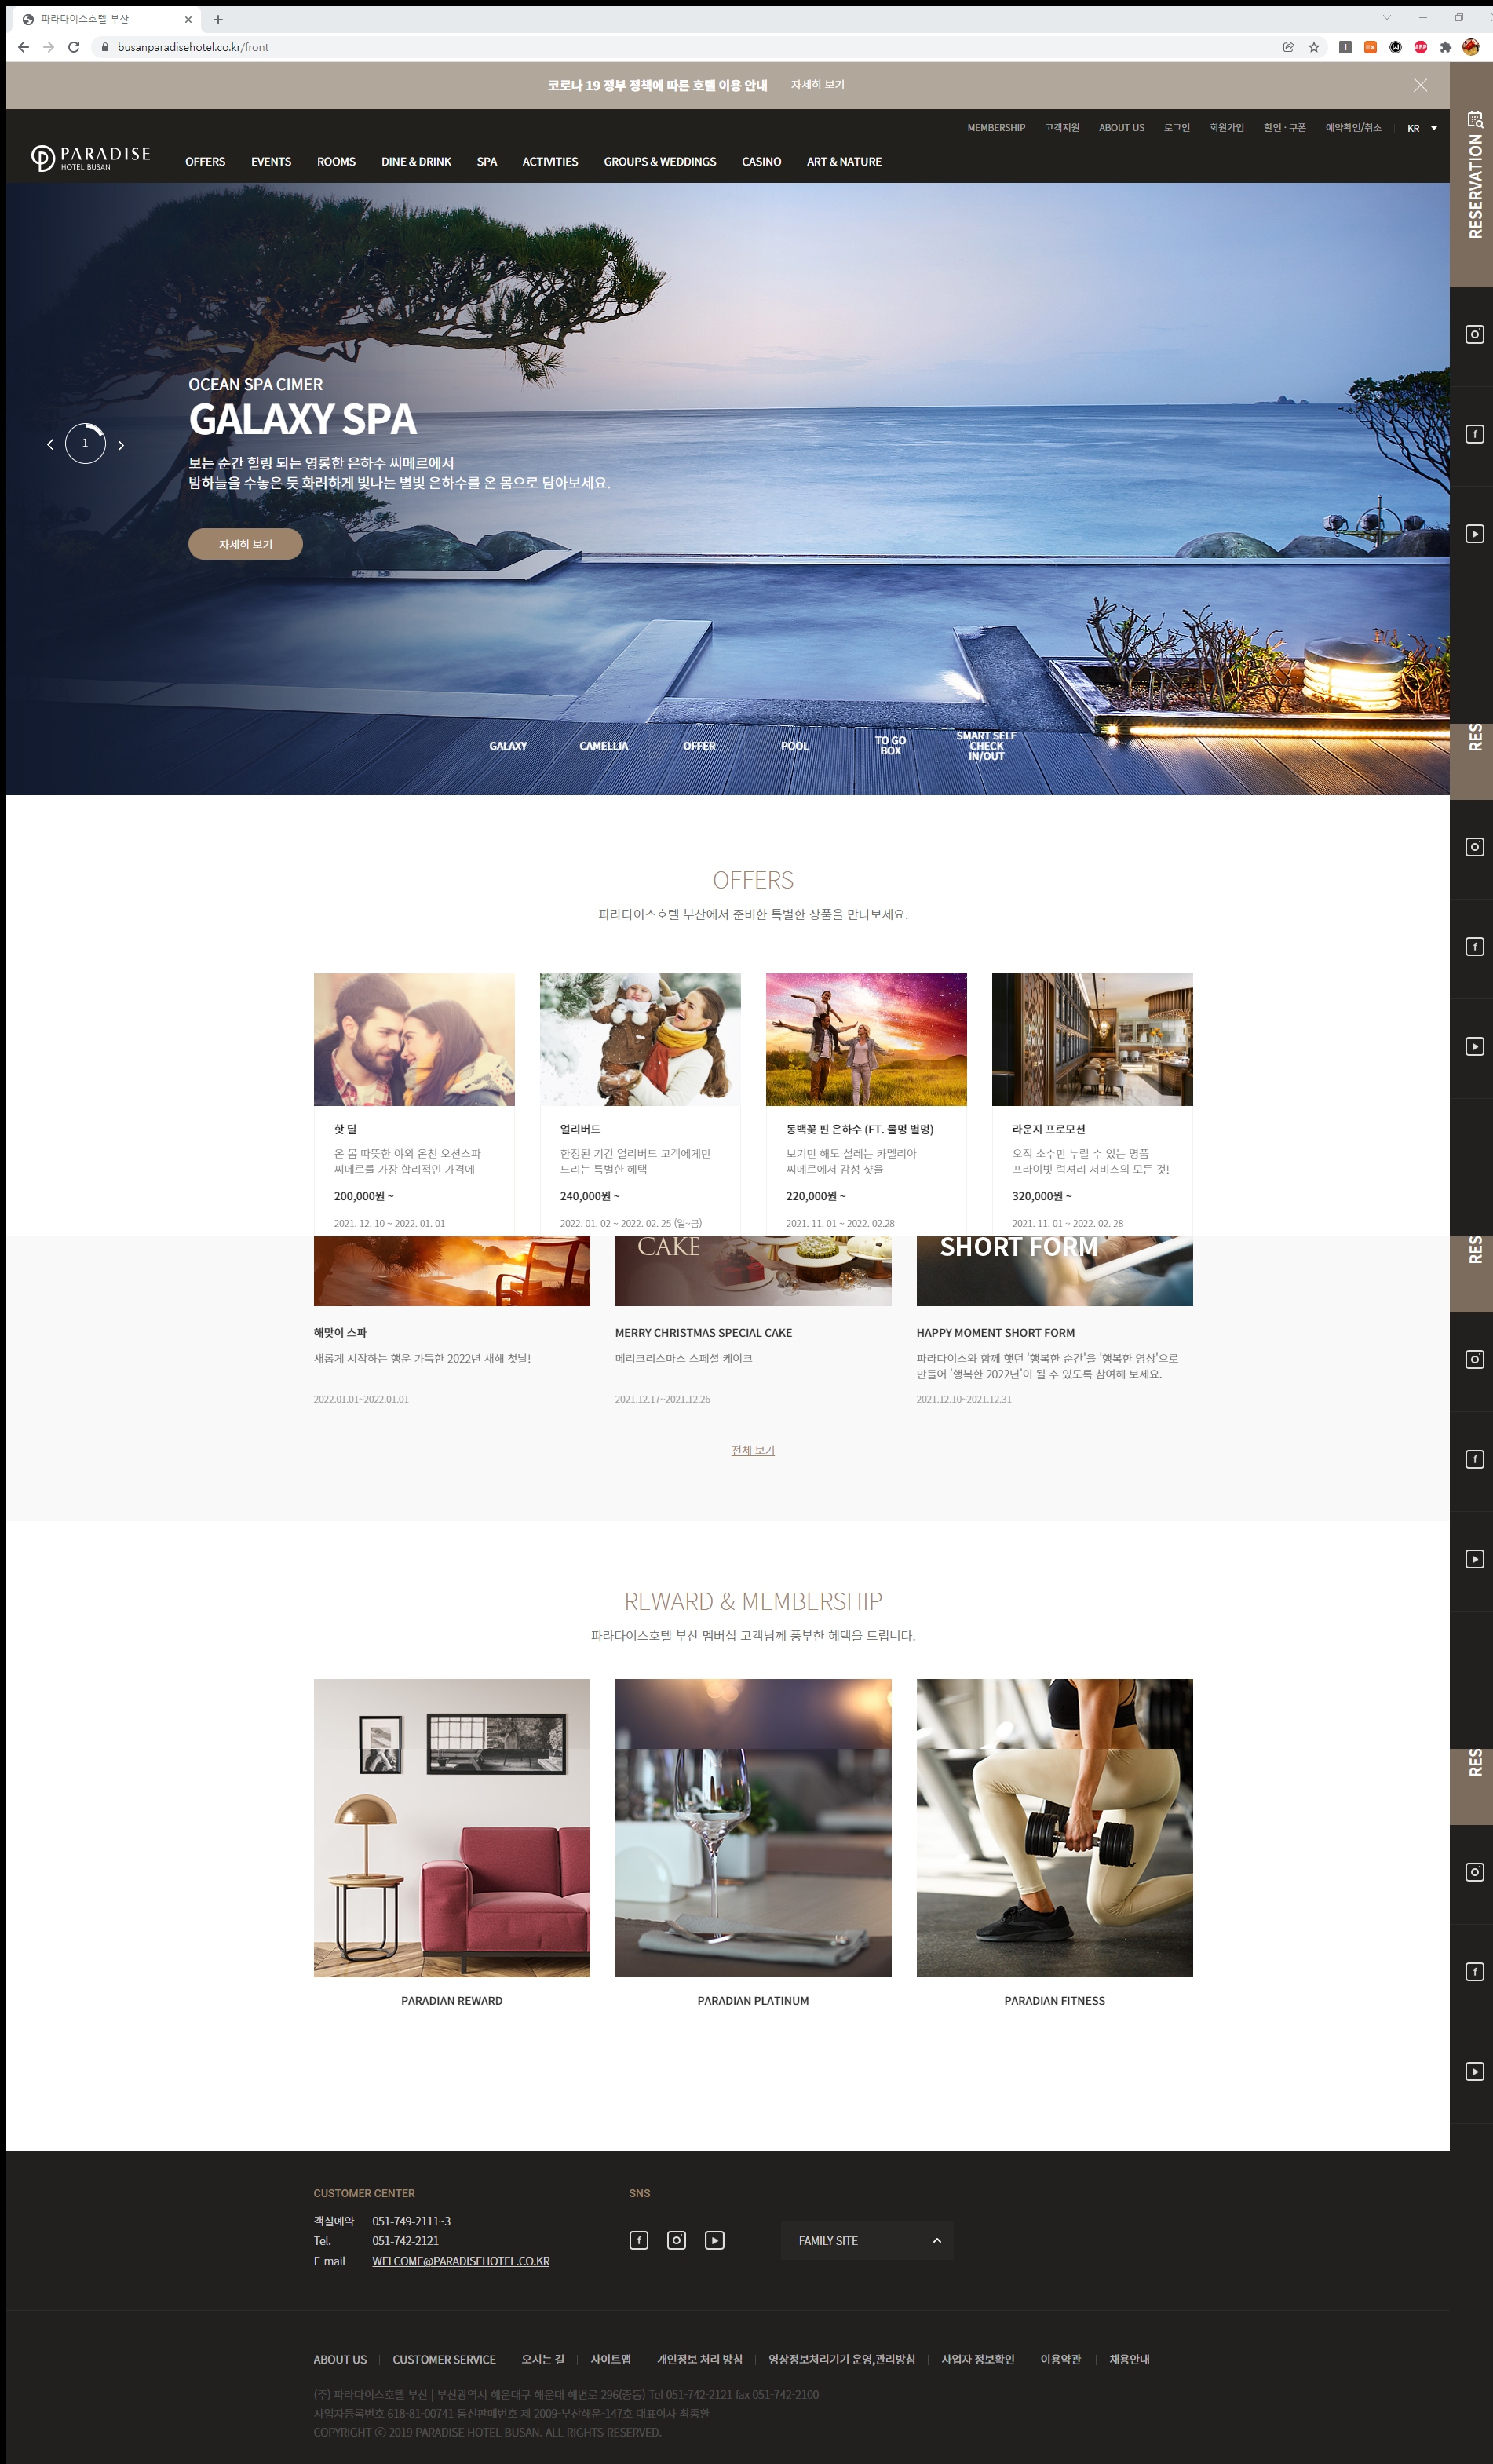 파라다이스호텔 부산
busanparadisehotel.co.kr/front
코로나 19 정부 정책에 따른 호텔 이용 안내 자세히 보기
MEMBERSHIP 고객지원 ABOUT US 로그인 회원가입 할인 · 쿠폰 예약확인/취소 KR
RESERVATION
PARADISE
HOTEL BUSAN
OFFERS EVENTS ROOMS DINE & DRINK SPA ACTIVITIES GROUPS & WEDDINGS CASINO ART & NATURE
OCEAN SPA CIMER
GALAXY SPA
1
보는 순간 힐링 되는 영롱한 은하수 씨메르에서
밤하늘을 수놓은 듯 화려하게 빛나는 별빛 은하수를 온 몸으로 담아보세요.
자세히 보기
GALAXY CAMELLIA OFFER POOL
TO GO
BOX
SMART SELF
CHECK
IN/OUT
RES
OFFERS
파라다이스호텔 부산에서 준비한 특별한 상품을 만나보세요.
핫 딜
온 몸 따뜻한 야외 온천 오션스파
씨메르를 가장 합리적인 가격에
200,000원 ~
2021. 12. 10 ~ 2022. 01. 01
얼리버드
한정된 기간 얼리버드 고객에게만
드리는 특별한 혜택
240,000원 ~
2022. 01. 02 ~ 2022. 02. 25 (일~금)
동백꽃 핀 은하수 (FT. 물멍 별멍)
보기만 해도 설레는 카멜리아
씨메르에서 감성 샷을
220,000원 ~
2021. 11. 01 ~ 2022. 02.28
라운지 프로모션
오직 소수만 누릴 수 있는 명품
프라이빗 럭셔리 서비스의 모든 것!
320,000원 ~
2021. 11. 01 ~ 2022. 02. 28
RES
CAKE
SHORT FORM
해맞이 스파
새롭게 시작하는 행운 가득한 2022년 새해 첫날!
2022.01.01~2022.01.01
MERRY CHRISTMAS SPECIAL CAKE
메리크리스마스 스페셜 케이크
2021.12.17~2021.12.26
HAPPY MOMENT SHORT FORM
파라다이스와 함께 했던 '행복한 순간'을 '행복한 영상'으로
만들어 '행복한 2022년'이 될 수 있도록 참여해 보세요.
2021.12.10~2021.12.31
전체 보기
REWARD & MEMBERSHIP
파라다이스호텔 부산 멤버십 고객님께 풍부한 혜택을 드립니다.
RES
PARADIAN REWARD
PARADIAN PLATINUM
PARADIAN FITNESS
CUSTOMER CENTER
객실예약 051-749-2111~3
Tel. 051-742-2121
E-mail WELCOME@PARADISEHOTEL.CO.KR
SNS
FAMILY SITE
ABOUT US CUSTOMER SERVICE 오시는 길 사이트맵 개인정보 처리 방침 영상정보처리기기 운영,관리방침 사업자 정보확인 이용약관 채용안내
(주) 파라다이스호텔 부산 | 부산광역시 해운대구 해운대 해변로 296(중동) Tel 051-742-2121 fax 051-742-2100
사업자등록번호 618-81-00741 통신판매번호 제 2009-부산해운-147호 대표이사 최종환
COPYRIGHT ⓒ 2019 PARADISE HOTEL BUSAN. ALL RIGHTS RESERVED.